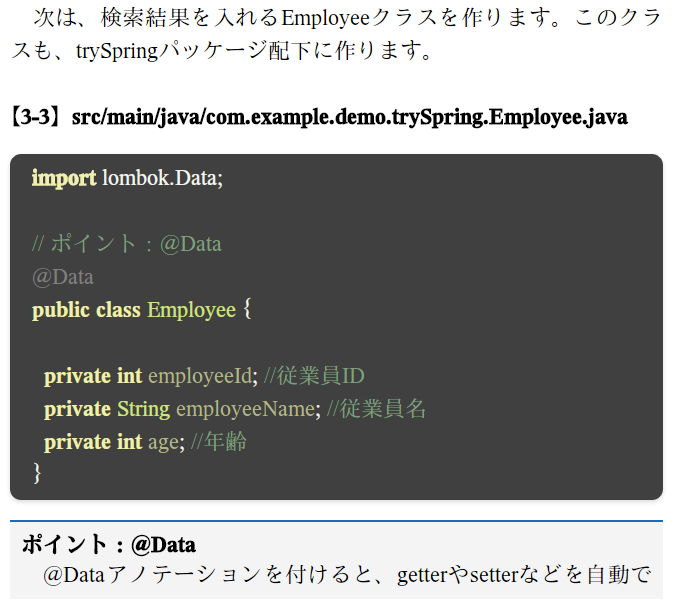 次は、検索結果を入れるEmployeeクラスを作ります。このクラ
スも、trySpringパッケージ配下に作ります。
【3-3】src/main/java/com.example.demo.trySpring.Employee.java
import lombok.Data;
// ポイント：@Data
@Data
public class Employee {
private int employeeId; //従業員ID
private String employeeName; //従業員名
private int age; //年齢
}
ポイント：@Data
@Dataアノテーションを付けると、getterやsetterなどを自動で